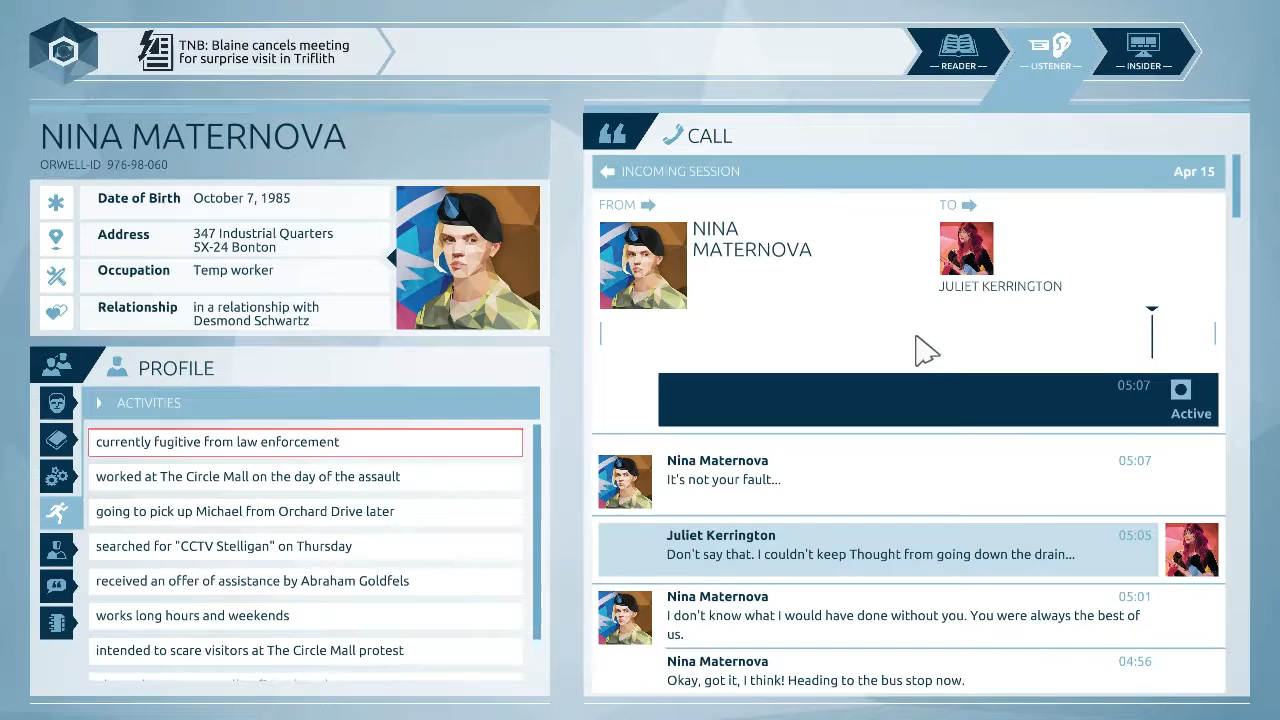 TNB: Blaine cancels meeting
for surprise visit in Triflith
— READER —
— LISTENER —
— INSIDER —
NINA MATERNOVA
ORWELL-ID 976-98-060
Date of Birth October 7, 1985
Address 347 Industrial Quarters
5X-24 Bonton
Occupation Temp worker
Relationship in a relationship with
Desmond Schwartz
PROFILE
ACTIVITIES
currently fugitive from law enforcement
worked at The Circle Mall on the day of the assault
going to pick up Michael from Orchard Drive later
searched for "CCTV Stelligan" on Thursday
received an offer of assistance by Abraham Goldfels
works long hours and weekends
intended to scare visitors at The Circle Mall protest
CALL
INCOMING SESSION Apr 15
FROM
NINA
MATERNOVA
TO
JULIET KERRINGTON
05:07
Active
Nina Maternova 05:07
It's not your fault...
Juliet Kerrington 05:05
Don't say that. I couldn't keep Thought from going down the drain...
Nina Maternova 05:01
I don't know what I would have done without you. You were always the best of
us.
Nina Maternova 04:56
Okay, got it, I think! Heading to the bus stop now.